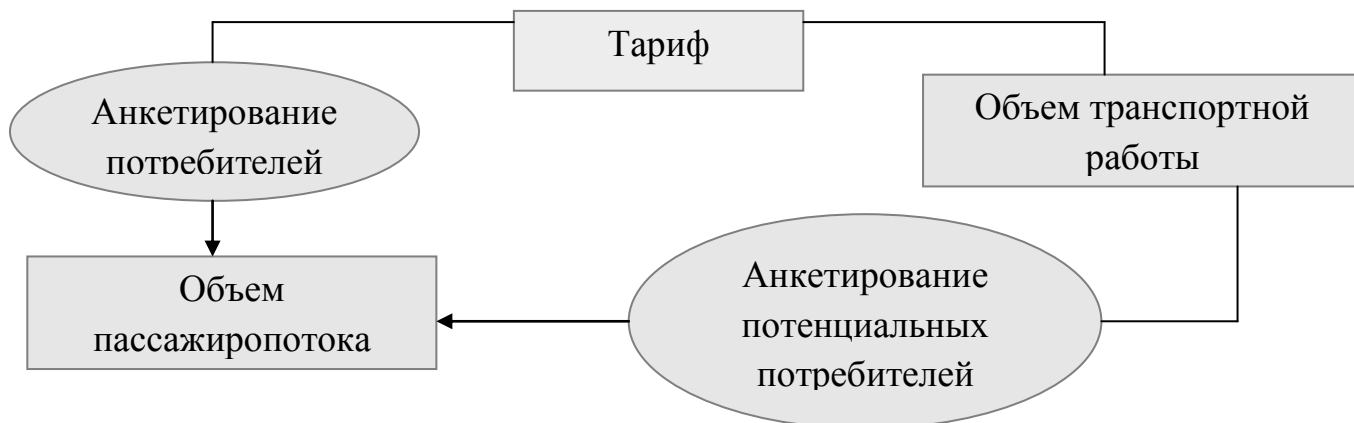 Тариф
Анкетирование
потребителей
Объем транспортной
работы
Объем
пассажиропотока
Анкетирование
потенциальных
потребителей